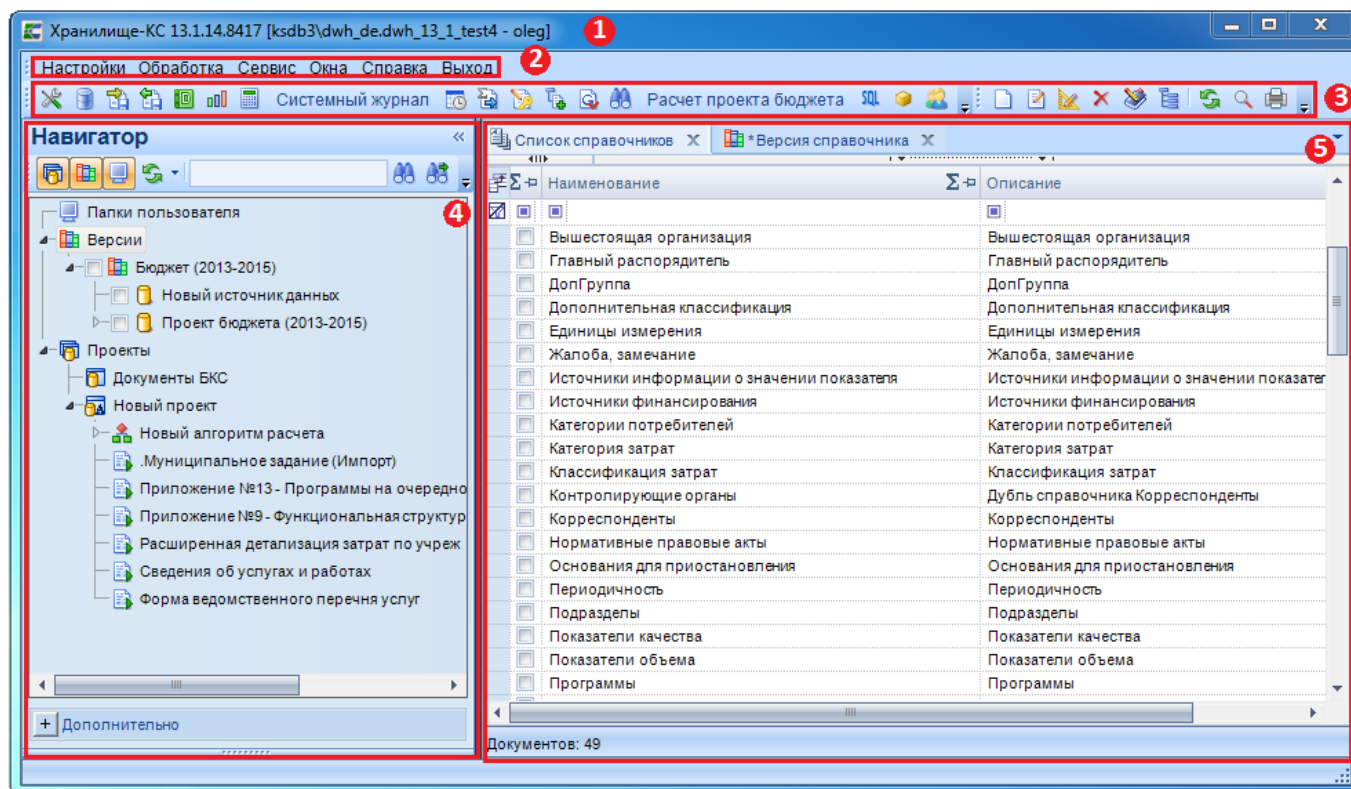 Хранилище-КС 13.1.14.8417 [ksdb3\dwh_de.dwh_13_1_test4 - oleg] 1
Настройки Обработка Сервис Окна Справка Выход 2
Системный журнал SQL Расчет проекта бюджета 3
Навигатор
Список справочников *Версия справочника 5
Наименование Описание
4
Папки пользователя
Версии
Бюджет (2013-2015)
Новый источник данных
Проект бюджета (2013-2015)
Проекты
Документы БКС
Новый проект
Новый алгоритм расчета
.Муниципальное задание (Импорт)
Приложение №13 - Программы на очередно
Приложение №9 - Функциональная структур
Расширенная детализация затрат по учреж
Сведения об услугах и работах
Форма ведомственного перечня услуг
Дополнительно
Вышестоящая организация Вышестоящая организация
Главный распорядитель Главный распорядитель
ДопГруппа ДопГруппа
Дополнительная классификация Дополнительная классификация
Единицы измерения Единицы измерения
Жалоба, замечание Жалоба, замечание
Источники информации о значении показателя Источники информации о значении показател
Источники финансирования Источники финансирования
Категории потребителей Категории потребителей
Категория затрат Категория затрат
Классификация затрат Классификация затрат
Контролирующие органы Дубль справочника Корреспонденты
Корреспонденты Корреспонденты
Нормативные правовые акты Нормативные правовые акты
Основания для приостановления Основания для приостановления
Периодичность Периодичность
Подразделы Подразделы
Показатели качества Показатели качества
Показатели объема Показатели объема
Программы Программы
Документов: 49